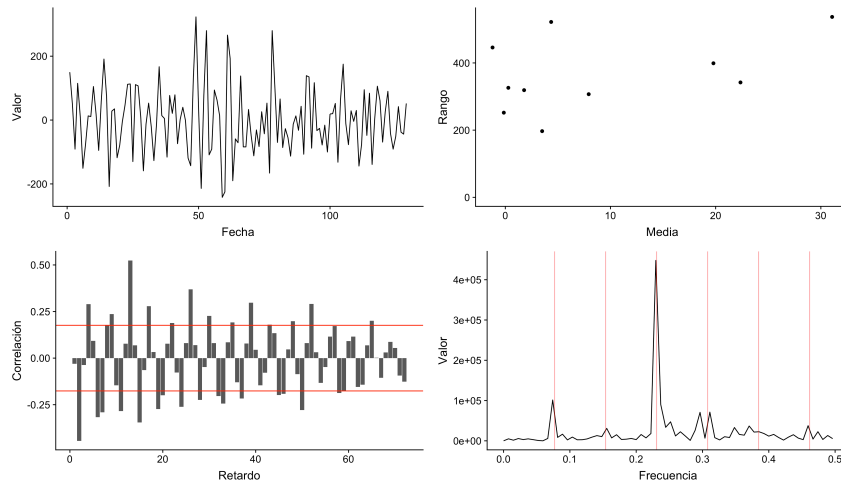 Valor
200
0
-200
0
50
100
Fecha
Rango
400
200
0
0
10
20
30
Media
Correlación
0.50
0.25
0.00
-0.25
0
20
40
60
Retardo
Valor
4e+05
3e+05
2e+05
1e+05
0e+00
0.0
0.1
0.2
0.3
0.4
0.5
Frecuencia